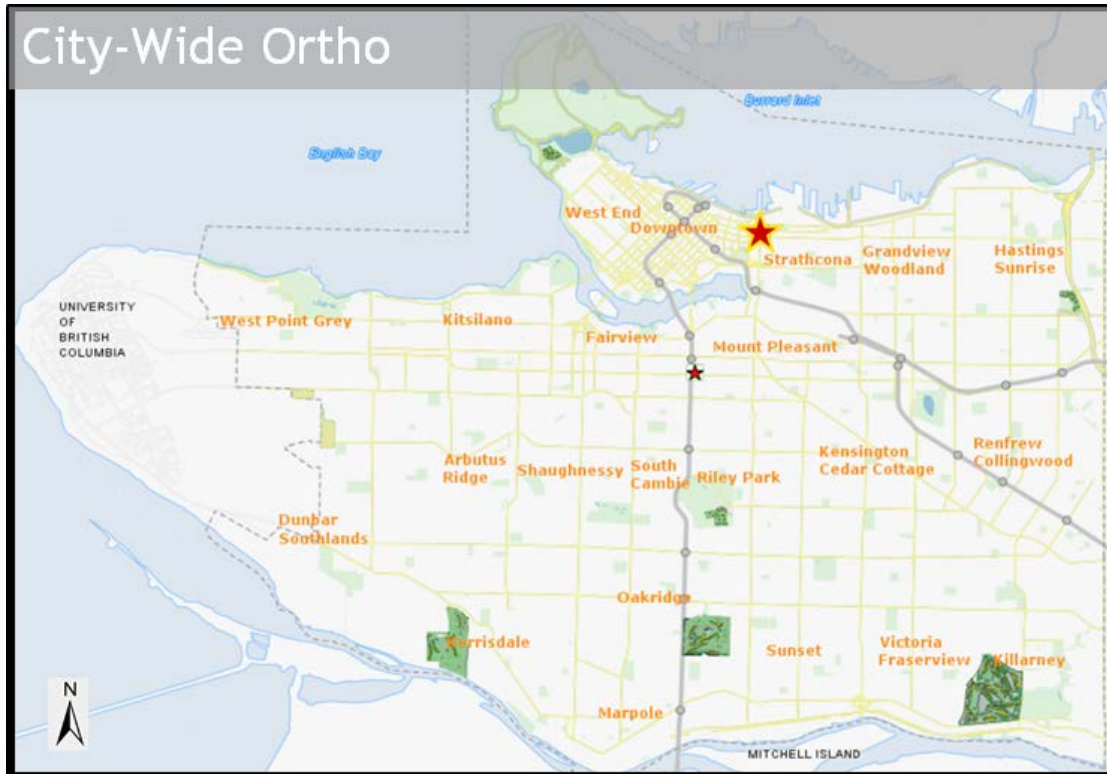 City-Wide Ortho
Burrard Inlet
English Bay
West End
Downtown
Strathcona
Grandview
Woodland
Hastings
Sunrise
UNIVERSITY
OF
BRITISH
COLUMBIA
West Point Grey
Kitsilano
Fairview
Mount Pleasant
Arbutus
Ridge
Shaughnessy
South
Cambie
Riley Park
Kensington
Cedar Cottage
Renfrew
Collingwood
Dunbar
Southlands
Oakridge
Kerrisdale
Sunset
Victoria
Fraserview
Killarney
N
Marpole
MITCHELL ISLAND